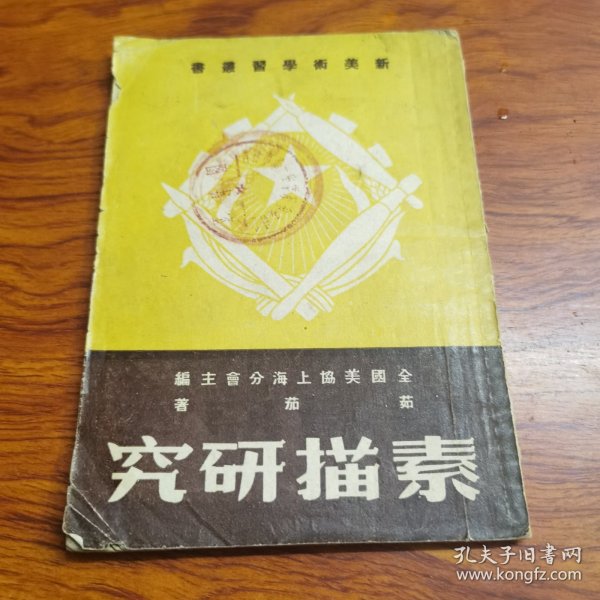 新美術學習叢書
全國美協上海分會主編
茹茄著
素描研究
孔夫子旧書网
www.kongfz.com